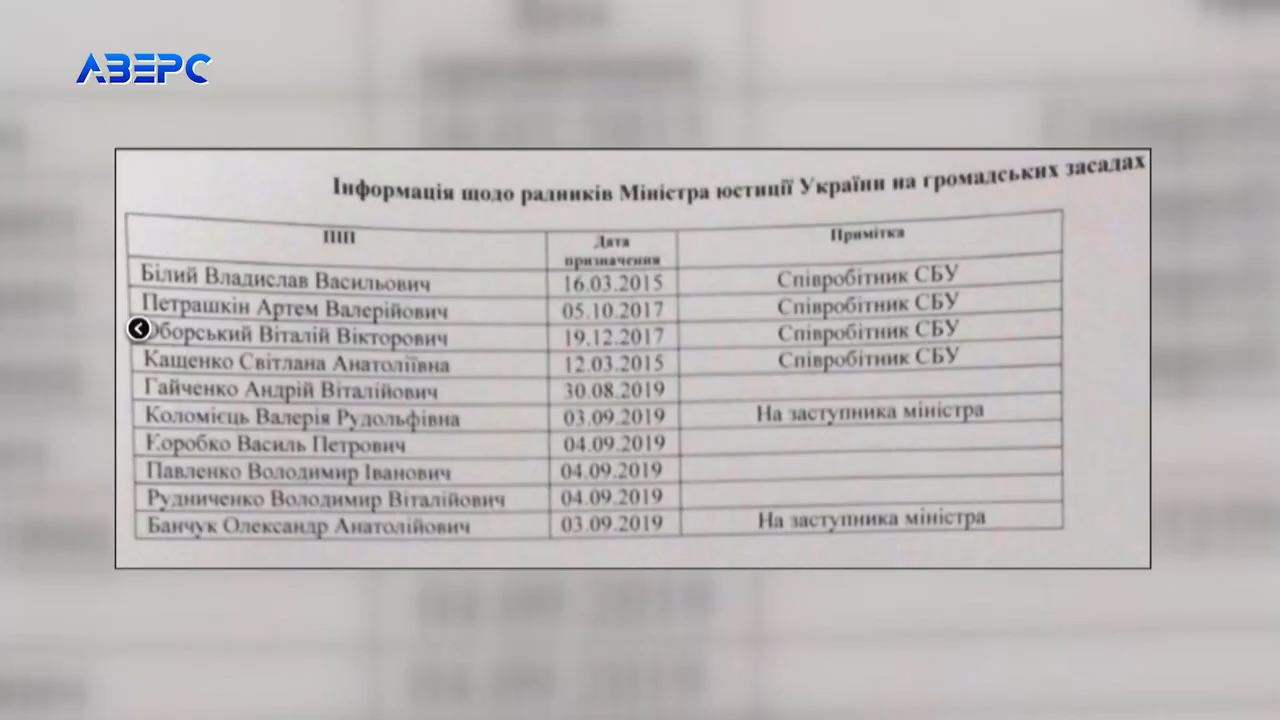 АВЕРС
Інформація щодо радників Міністра юстиції України на громадських засадах
ПІП Дата призначення Примітка
Білий Владислав Васильович 16.03.2015 Співробітник СБУ
Петрашкін Артем Валерійович 05.10.2017 Співробітник СБУ
Оборський Віталій Вікторович 19.12.2017 Співробітник СБУ
Кащенко Світлана Анатоліївна 12.03.2015 Співробітник СБУ
Гайченко Андрій Віталійович 30.08.2019
Коломієць Валерія Рудольфівна 03.09.2019 На заступника міністра
Коробко Василь Петрович 04.09.2019
Павленко Володимир Іванович 04.09.2019
Рудниченко Володимир Віталійович 04.09.2019
Банчук Олександр Анатолійович 03.09.2019 На заступника міністра